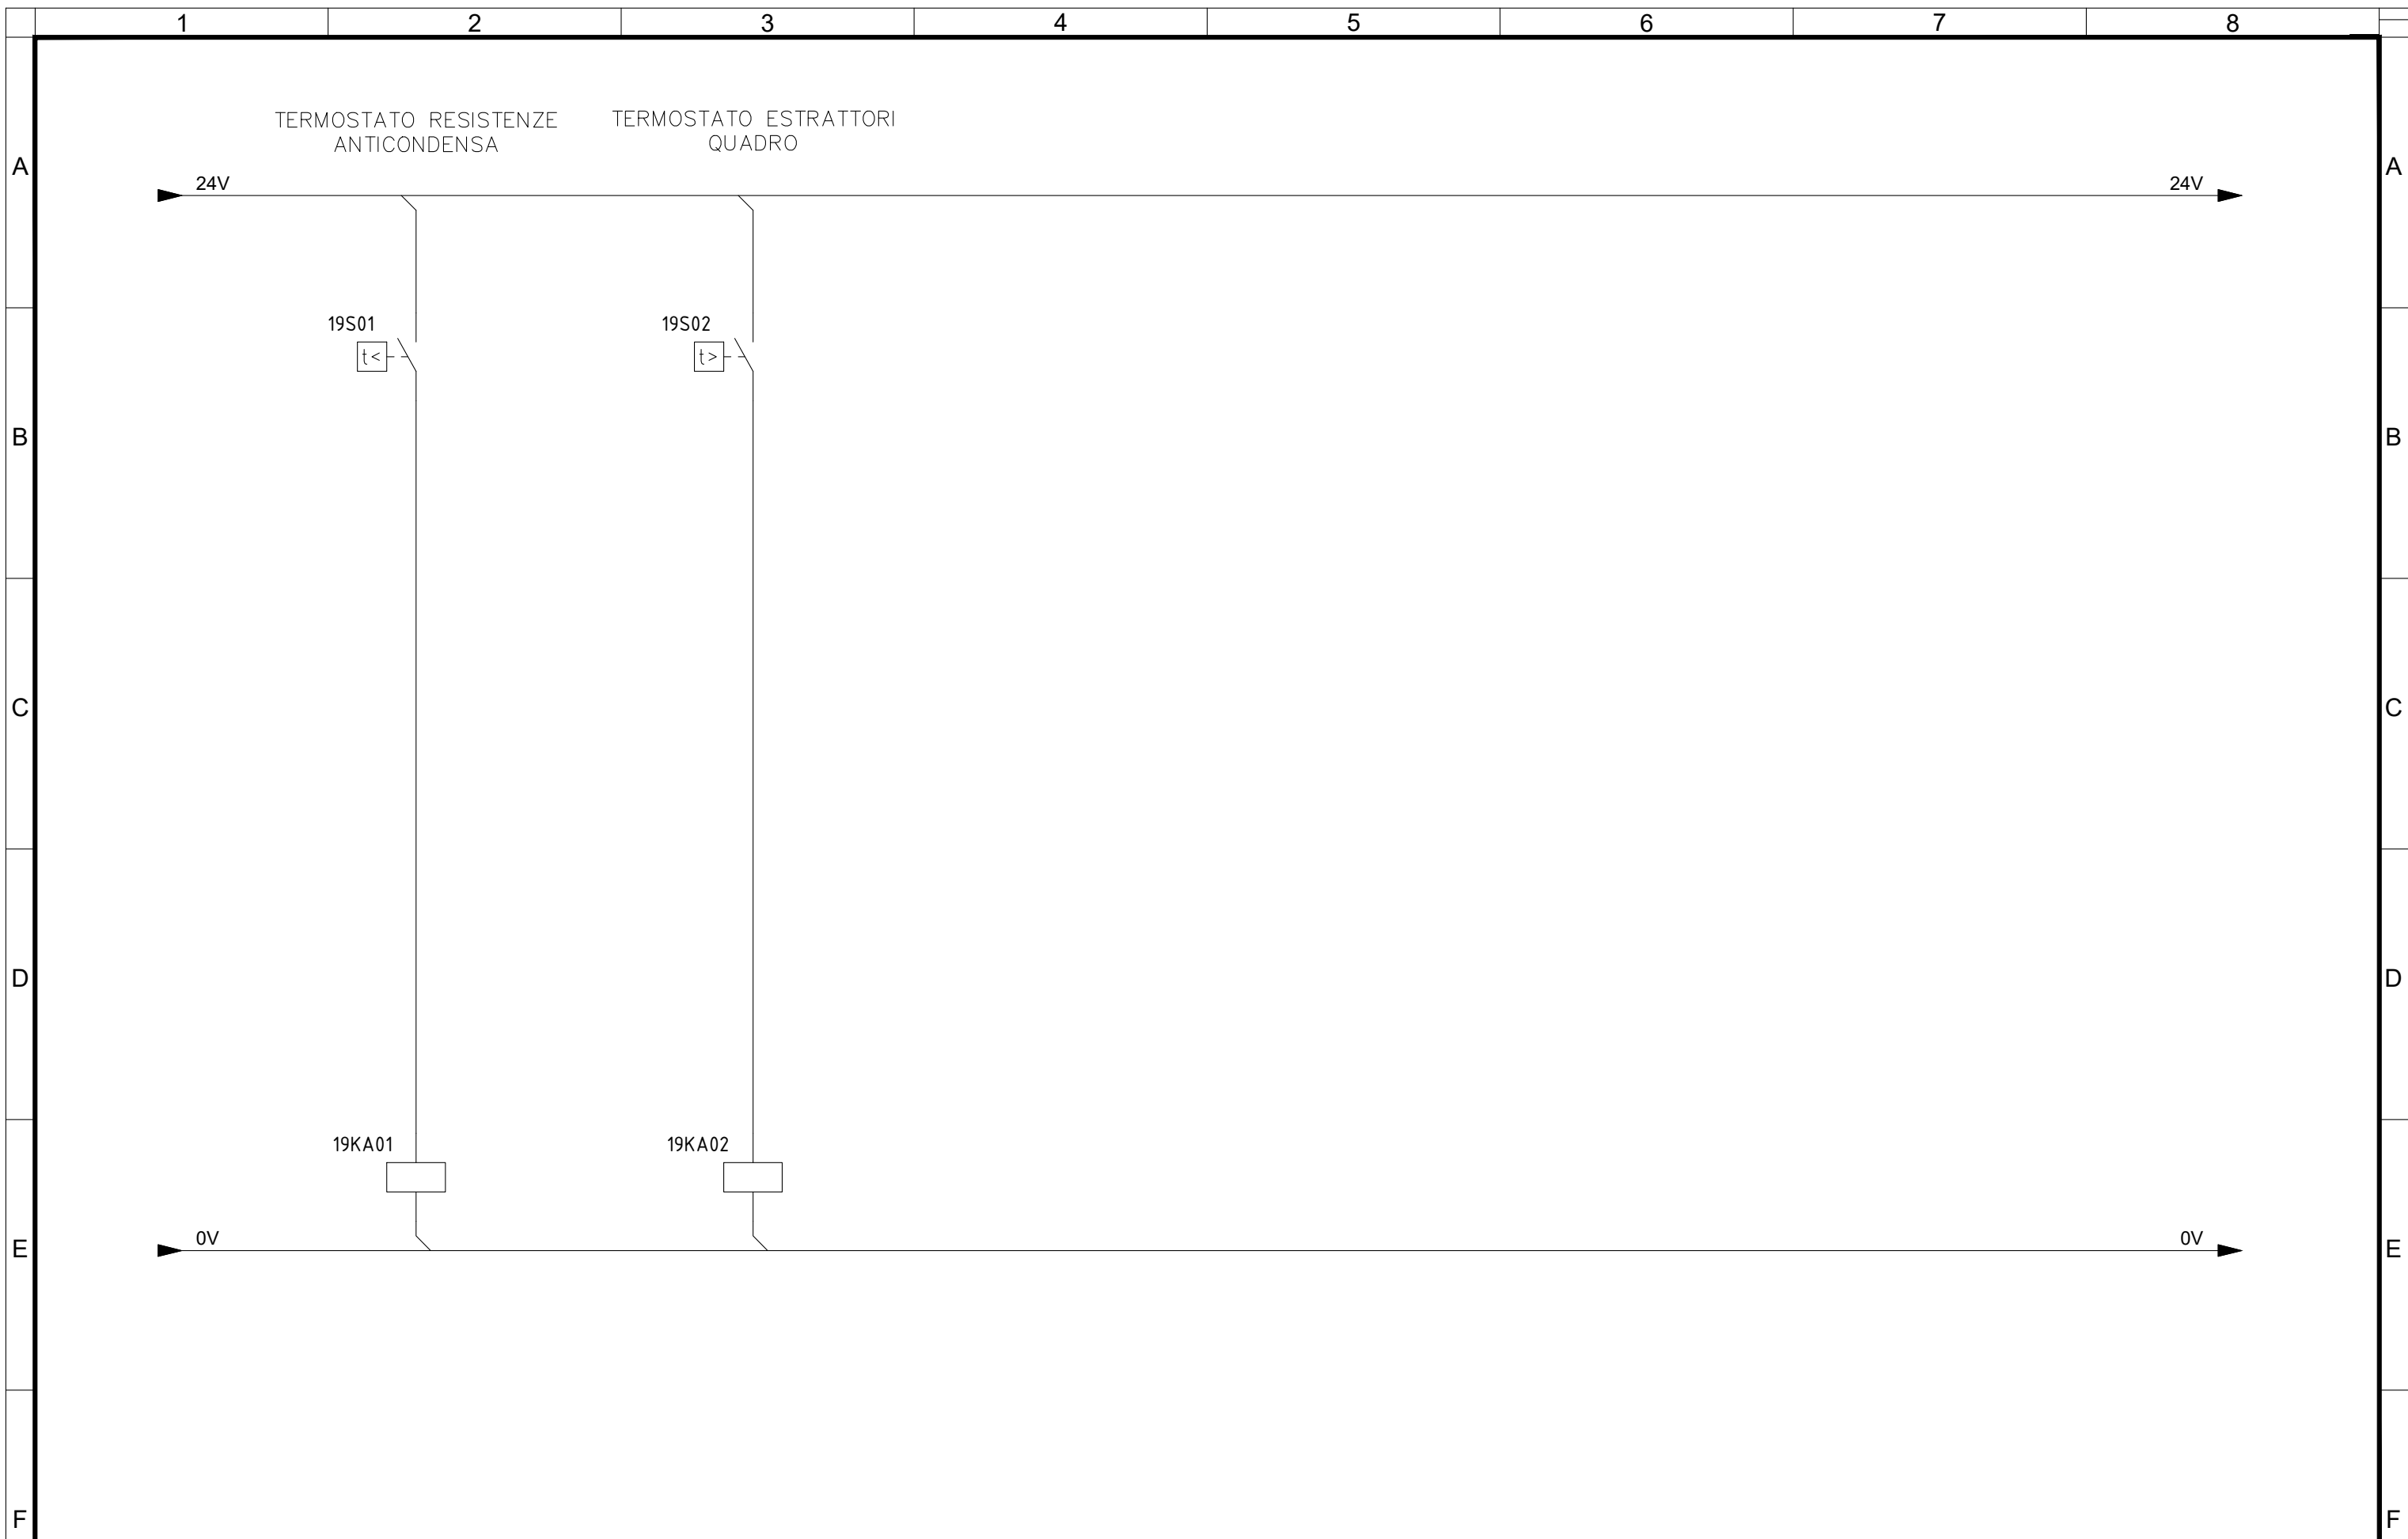 1 2 3 4 5 6 7 8
TERMOSTATO RESISTENZE
ANTICONDENSA
TERMOSTATO ESTRATTORI
QUADRO
A A
24V 24V
19S01 19S02
t< t>
B B
C C
D D
19KA01 19KA02
0V 0V
E E
F F